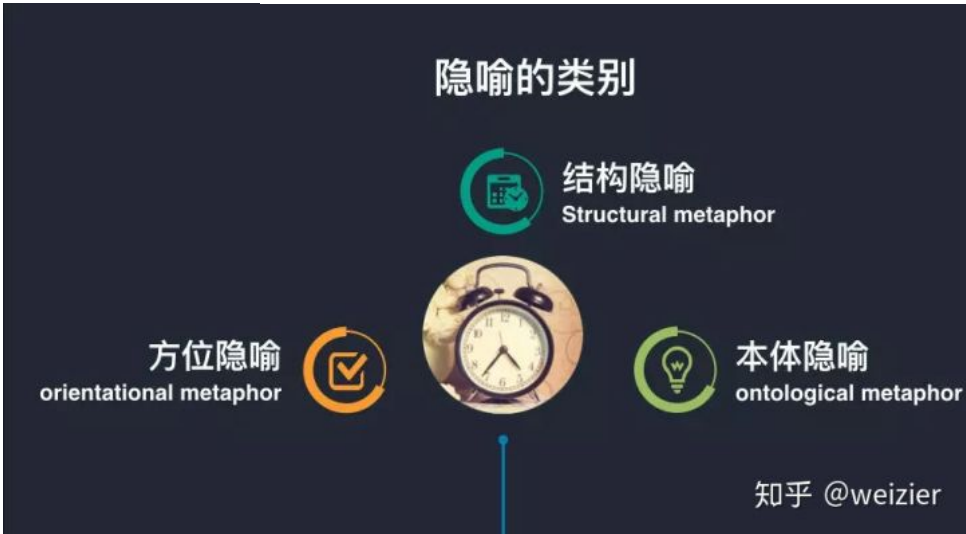 隐喻的类别
结构隐喻
Structural metaphor
方位隐喻
orientational metaphor
本体隐喻
ontological metaphor
知乎 @weizier